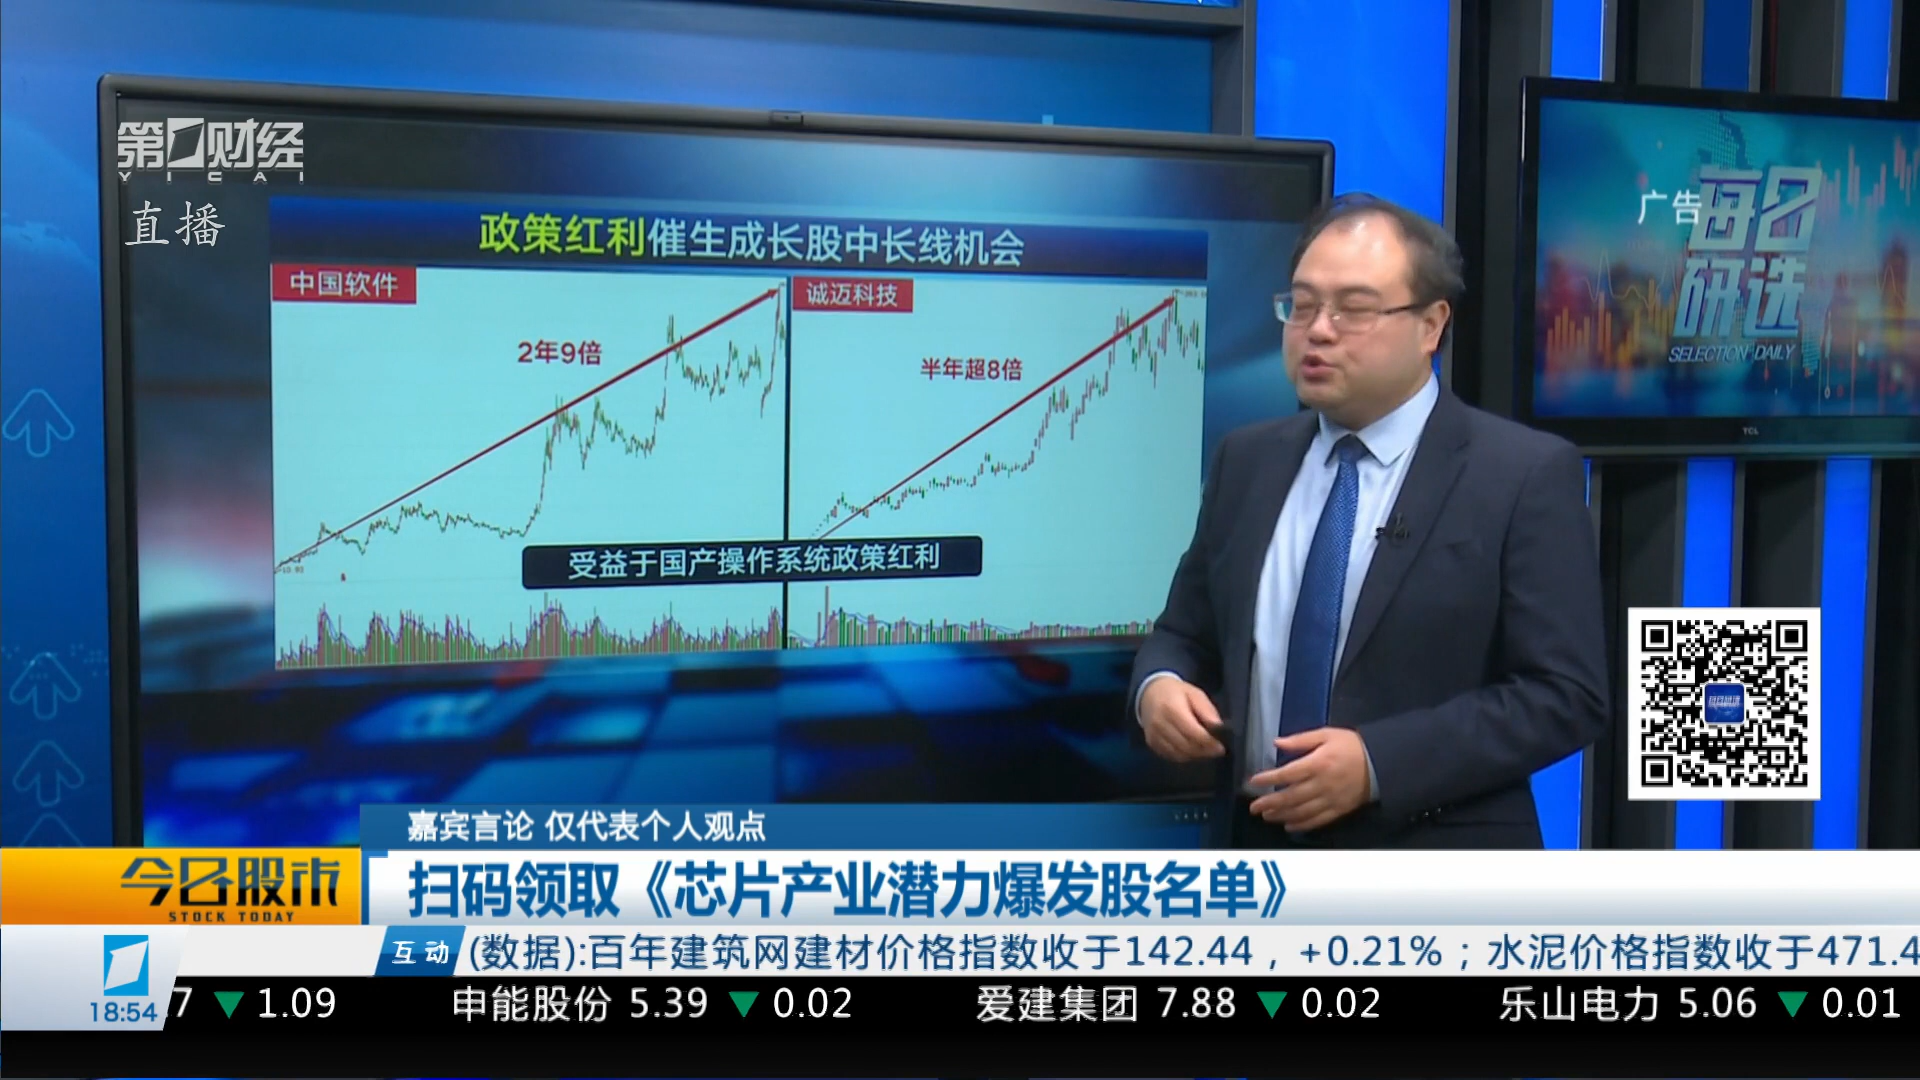 第一财经
YICAI
直播
政策红利催生成长股中长线机会
中国软件
诚迈科技
2年9倍
半年超8倍
受益于国产操作系统政策红利
广告
每日
研选
SELECTION DAILY
TCL
嘉宾言论 仅代表个人观点
今日股市
STOCK TODAY
扫码领取《芯片产业潜力爆发股名单》
互动
(数据):百年建筑网建材价格指数收于142.44，+0.21%；水泥价格指数收于471.4
18:54
.7 ▼ 1.09 申能股份 5.39 ▼ 0.02 爱建集团 7.88 ▼ 0.02 乐山电力 5.06 ▼ 0.01